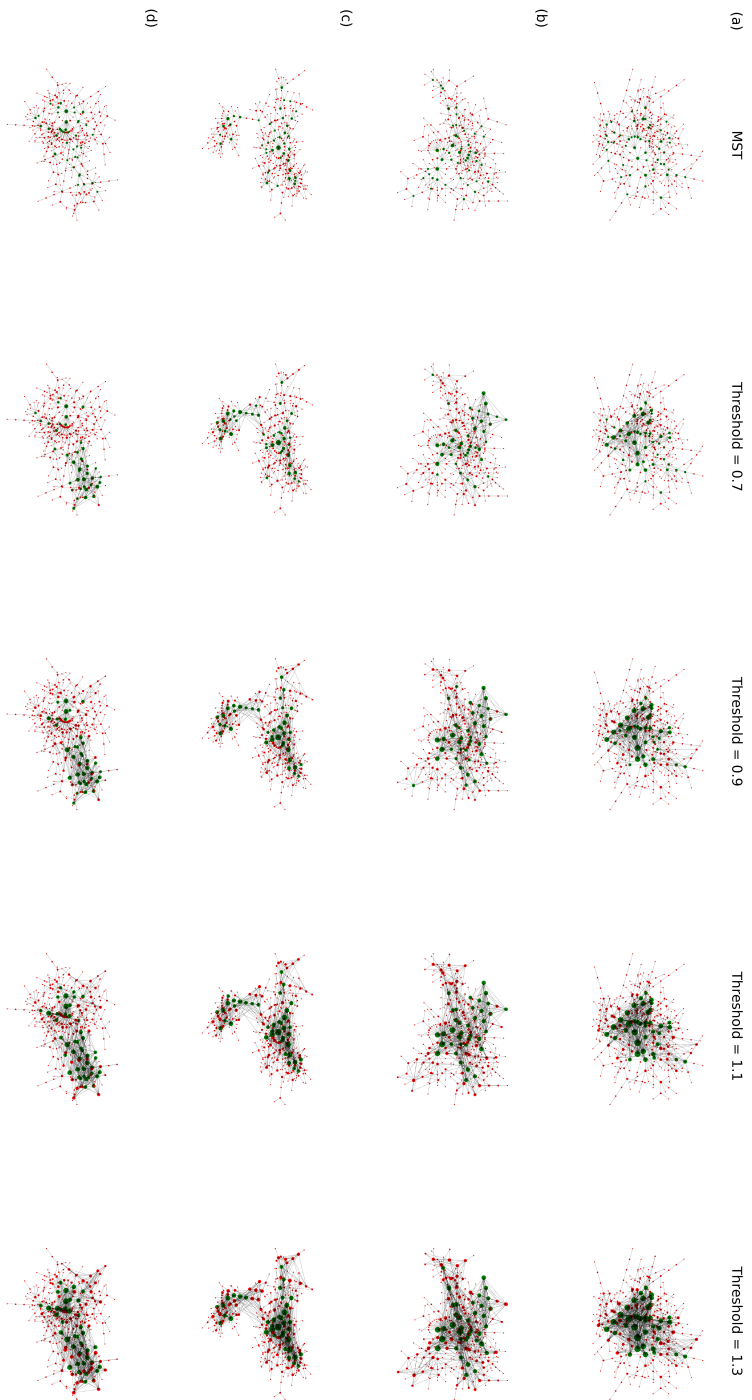 (a)
MST
Threshold = 0.7
Threshold = 0.9
Threshold = 1.1
Threshold = 1.3
(b)
(c)
(d)